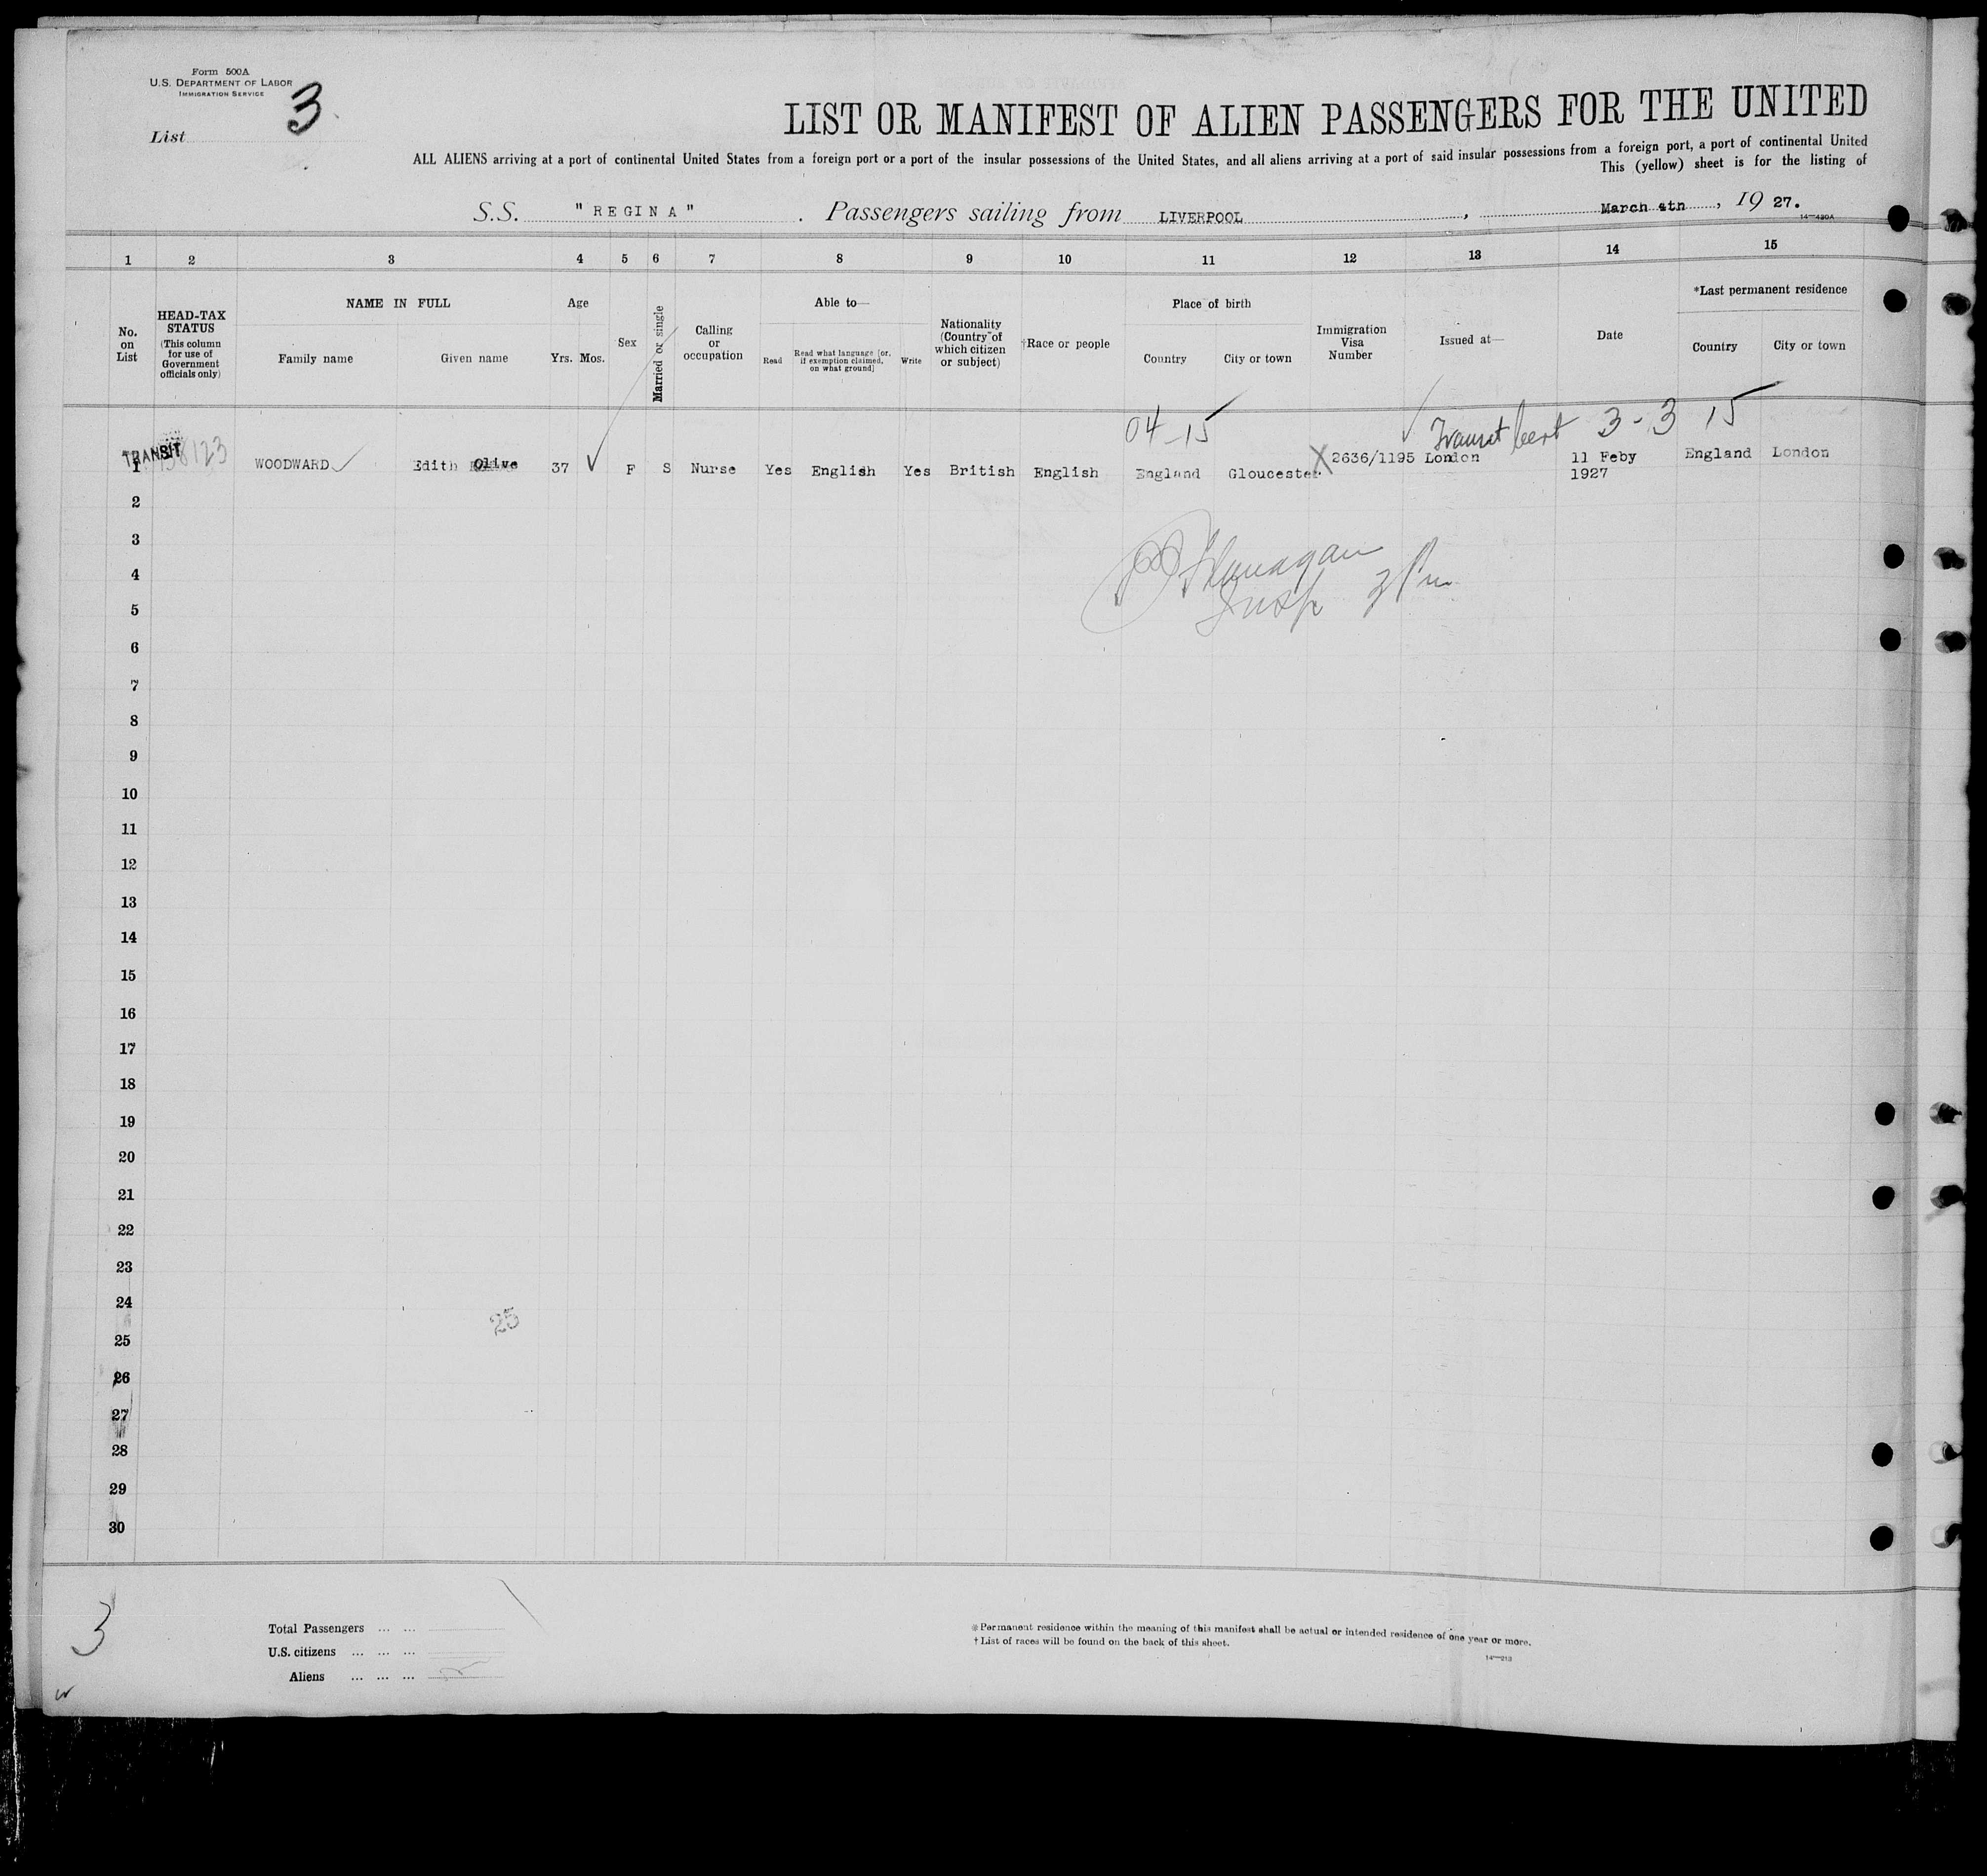 Form 500A
U.S. DEPARTMENT OF LABOR
IMMIGRATION SERVICE
List 3
LIST OR MANIFEST OF ALIEN PASSENGERS FOR THE UNITED
ALL ALIENS arriving at a port of continental United States from a foreign port or a port of the insular possessions of the United States, and all aliens arriving at a port of said insular possessions from a foreign port, a port of continental United
This (yellow) sheet is for the listing of
S.S. "REGINA". Passengers sailing from LIVERPOOL, March 4th, 19 27.
14—430A
1 2 3 4 5 6 7 8 9 10 11 12 13 14 15
HEAD-TAX STATUS (This column for use of Government officials only)
NAME IN FULL
Age
Able to—
Place of birth
*Last permanent residence
No. on List
Family name Given name Yrs. Mos. Sex Married or single Calling or occupation Read Read what language [or, if exemption claimed, on what ground] Write Nationality (Country of which citizen or subject) †Race or people Country City or town Immigration Visa Number Issued at— Date Country City or town
04-15 Transit Cert 3-3 15
TRANSIT
1 WOODWARD Edith Olive 37 F S Nurse Yes English Yes British English England Gloucester 2636/1195 London 11 Feby 1927 England London
2
3
Flanagan
4
5
Insp
6
7
8
9
10
11
12
13
14
15
16
17
18
19
20
21
22
23
24
25
25
26
27
28
29
30
3
Total Passengers ... ...
U.S. citizens ... ... ...
Aliens ... ... ...
* Permanent residence within the meaning of this manifest shall be actual or intended residence of one year or more.
† List of races will be found on the back of this sheet.
14—213